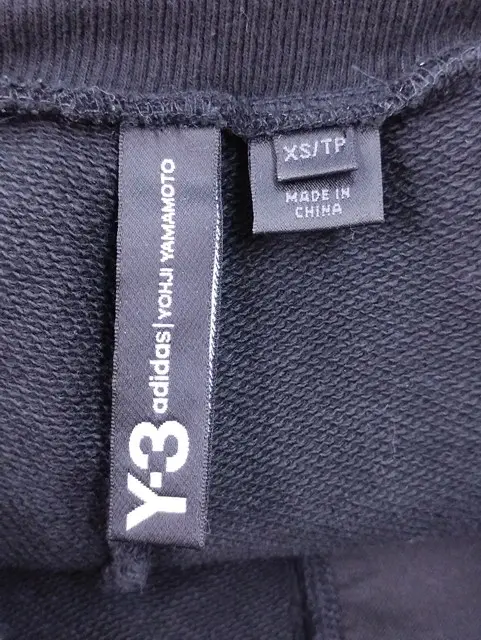 Y-3 adidas | YOHJI YAMAMOTO
XS/TP
MADE IN
CHINA